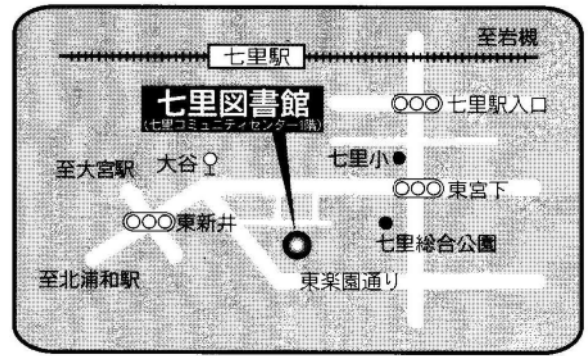 至岩槻
七里駅
七里図書館
(七里コミュニティセンター1階)
七里駅入口
大谷
七里小
至大宮駅
東宮下
東新井
七里総合公園
至北浦和駅
東楽園通り